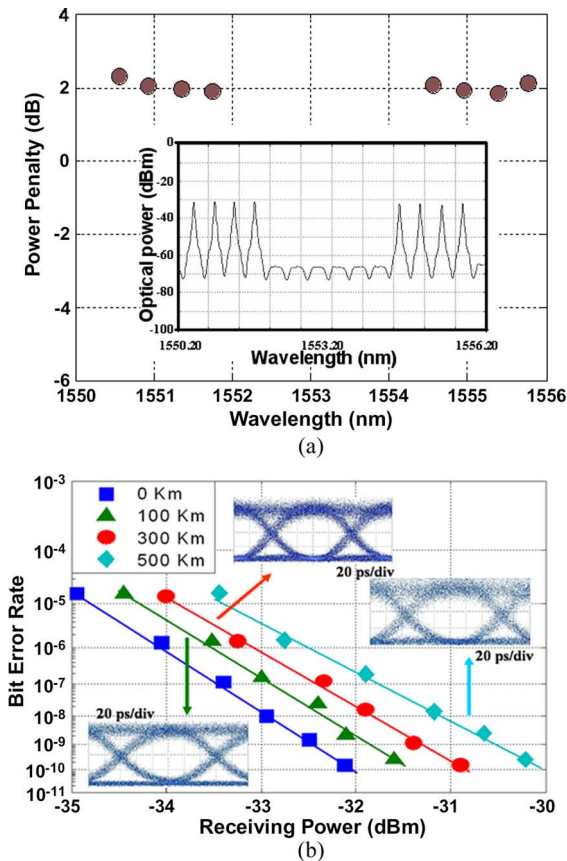 6
4
2
0
-2
-4
-6
Power Penalty (dB)
0
-20
-40
-60
-80
-100
Optical power (dBm)
1550.20 1553.20 1556.20
Wavelength (nm)
1550 1551 1552 1553 1554 1555 1556
Wavelength (nm)
(a)
10-3
10-4
10-5
10-6
10-7
10-8
10-9
10-10
10-11
Bit Error Rate
0 Km
100 Km
300 Km
500 Km
20 ps/div
20 ps/div
20 ps/div
-35 -34 -33 -32 -31 -30
Receiving Power (dBm)
(b)